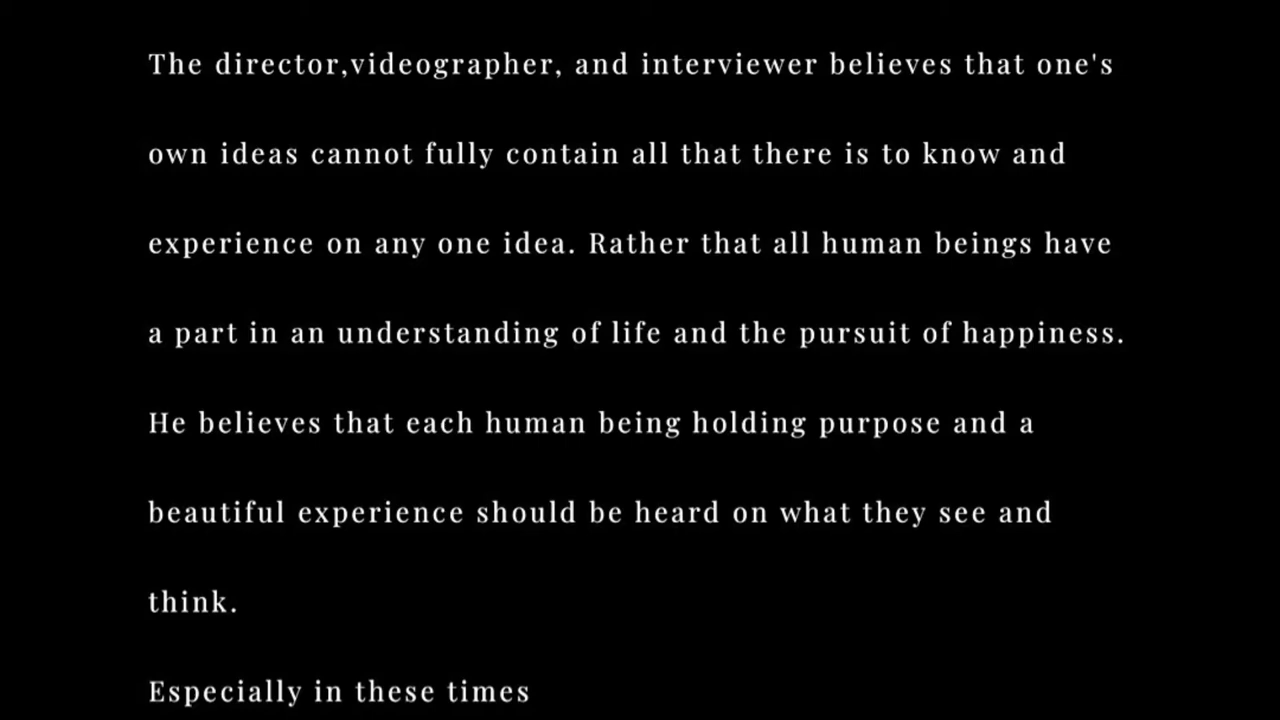 The director,videographer, and interviewer believes that one's
own ideas cannot fully contain all that there is to know and
experience on any one idea. Rather that all human beings have
a part in an understanding of life and the pursuit of happiness.
He believes that each human being holding purpose and a
beautiful experience should be heard on what they see and
think.
Especially in these times